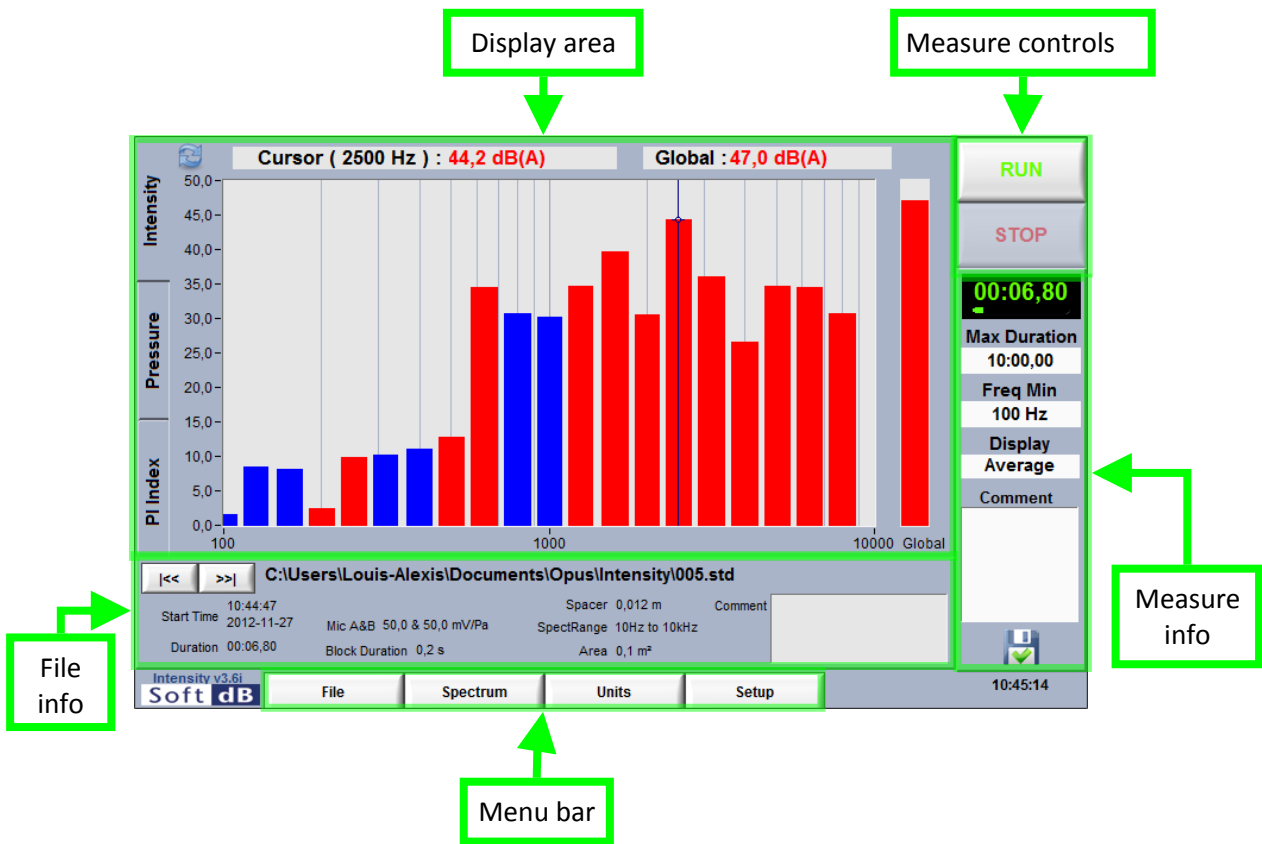 Display area
Measure controls
Cursor ( 2500 Hz ) : 44,2 dB(A)
Global : 47,0 dB(A)
RUN
STOP
Intensity
Pressure
PI Index
50,0
45,0
40,0
35,0
30,0
25,0
20,0
15,0
10,0
5,0
0,0
100
1000
10000
Global
00:06,80
Max Duration
10:00,00
Freq Min
100 Hz
Display
Average
Comment
Measure
info
|<<
>>|
C:\Users\Louis-Alexis\Documents\Opus\Intensity\005.std
Start Time
10:44:47
2012-11-27
Duration 00:06,80
Mic A&B 50,0 & 50,0 mV/Pa
Block Duration 0,2 s
Spacer 0,012 m
SpectRange 10Hz to 10kHz
Area 0,1 m²
Comment
File
info
Intensity v3.6i
Soft dB
File
Spectrum
Units
Setup
10:45:14
Menu bar